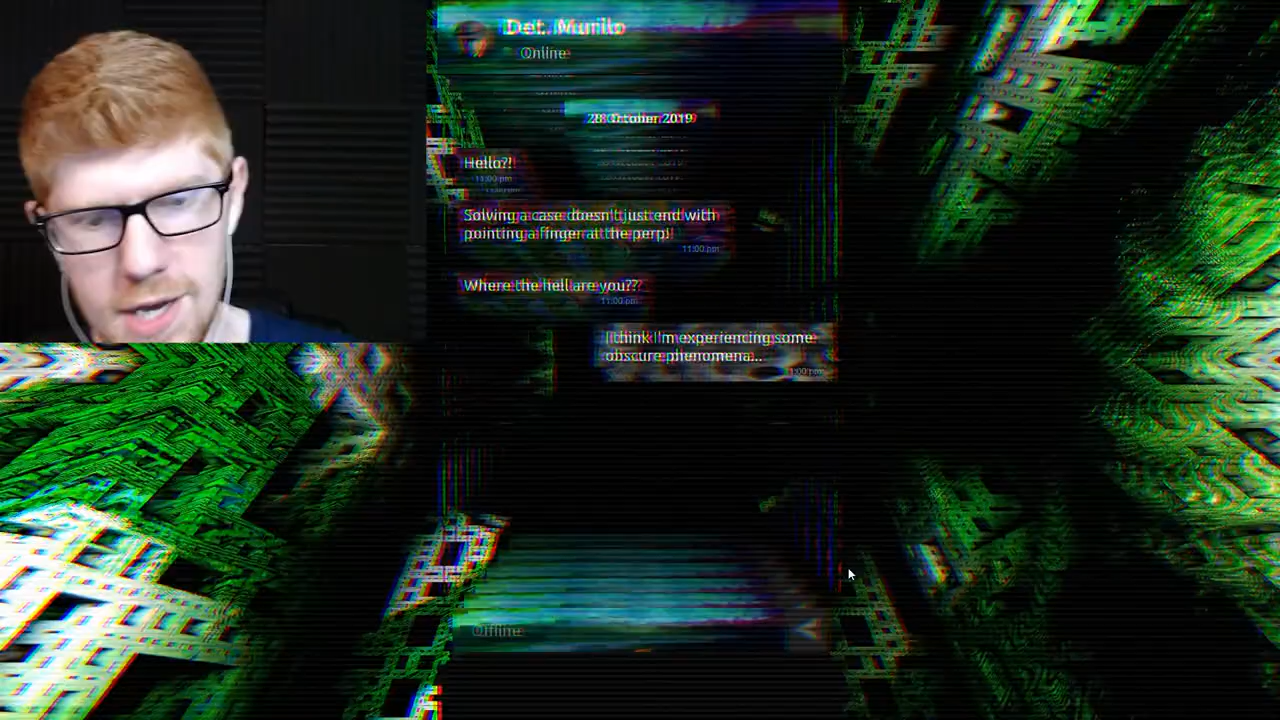 Det. Murilo
Online
28 October 2019
Hello?!
11:00 pm
Solving a case doesn't just end with
pointing a finger at the perp!!
11:00 pm
Where the hell are you??
11:00 pm
I think I'm experiencing some
obscure phenomena...
11:00 pm
Offline